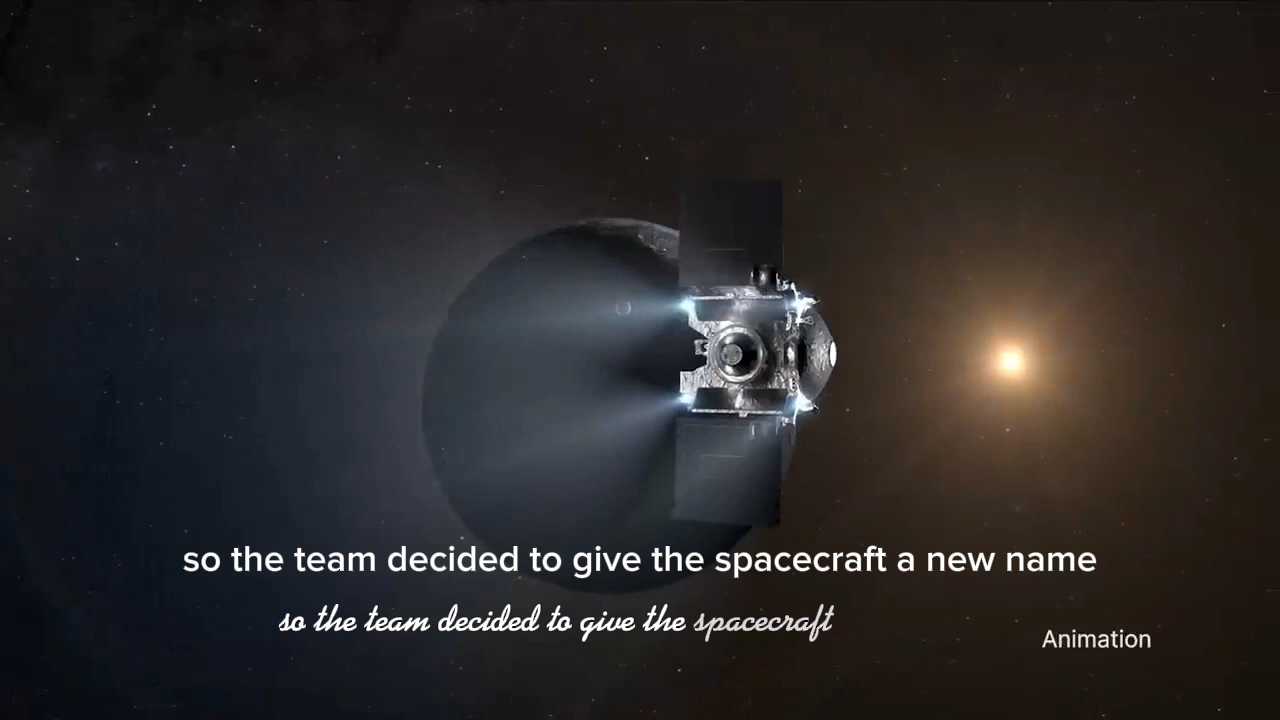 so the team decided to give the spacecraft a new name
so the team decided to give the spacecraft
Animation